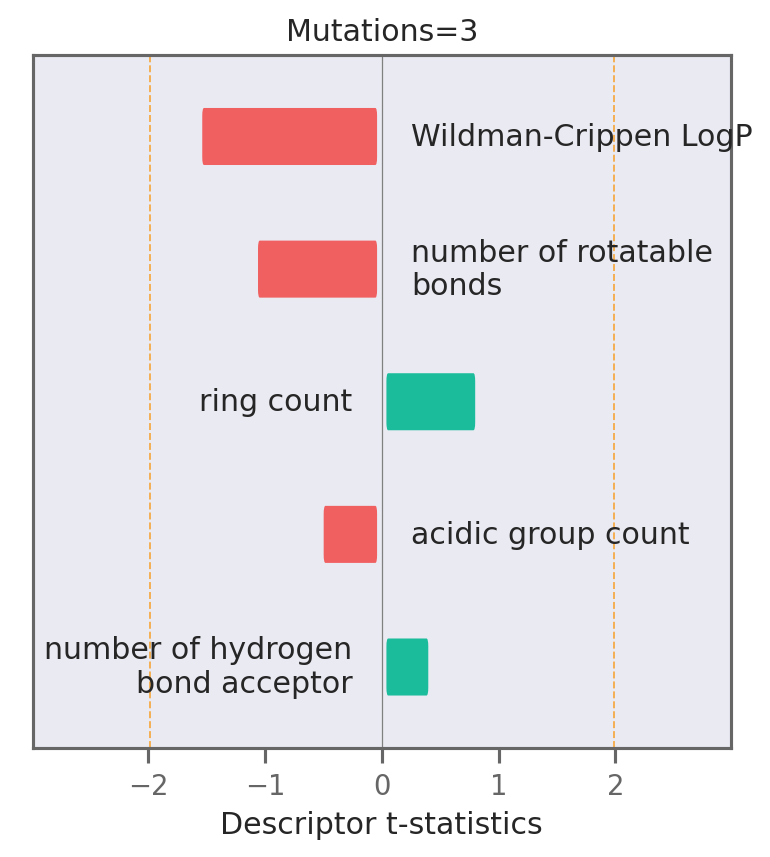 Mutations=3
Wildman-Crippen LogP
number of rotatable
bonds
ring count
acidic group count
number of hydrogen
bond acceptor
−2 −1 0 1 2
Descriptor t-statistics